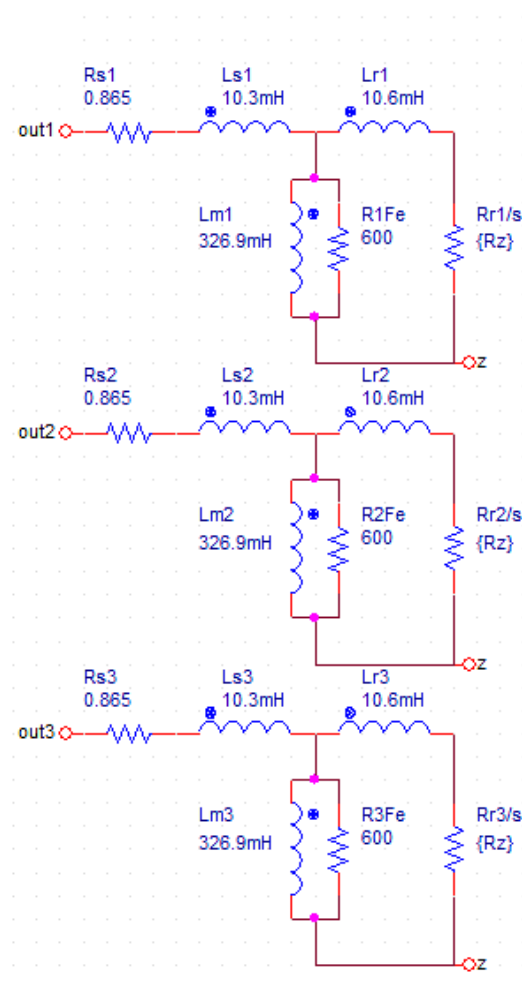 Rs1 Ls1 Lr1
0.865 10.3mH 10.6mH
out1
Lm1 R1Fe Rr1/s
326.9mH 600 {Rz}
z
Rs2 Ls2 Lr2
0.865 10.3mH 10.6mH
out2
Lm2 R2Fe Rr2/s
326.9mH 600 {Rz}
z
Rs3 Ls3 Lr3
0.865 10.3mH 10.6mH
out3
Lm3 R3Fe Rr3/s
326.9mH 600 {Rz}
z